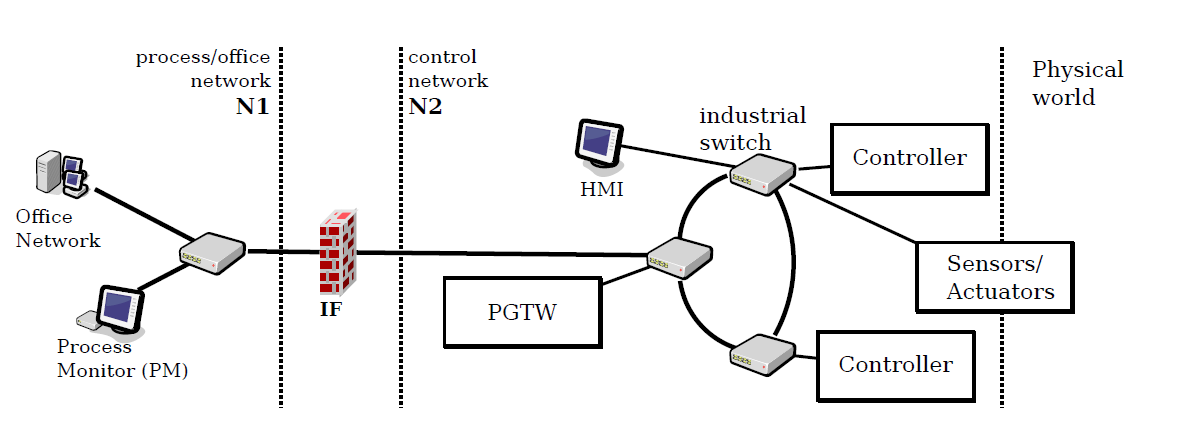 process/office
network
N1
control
network
N2
Physical
world
industrial
switch
Controller
HMI
Office
Network
Sensors/
Actuators
IF
PGTW
Process
Monitor (PM)
Controller